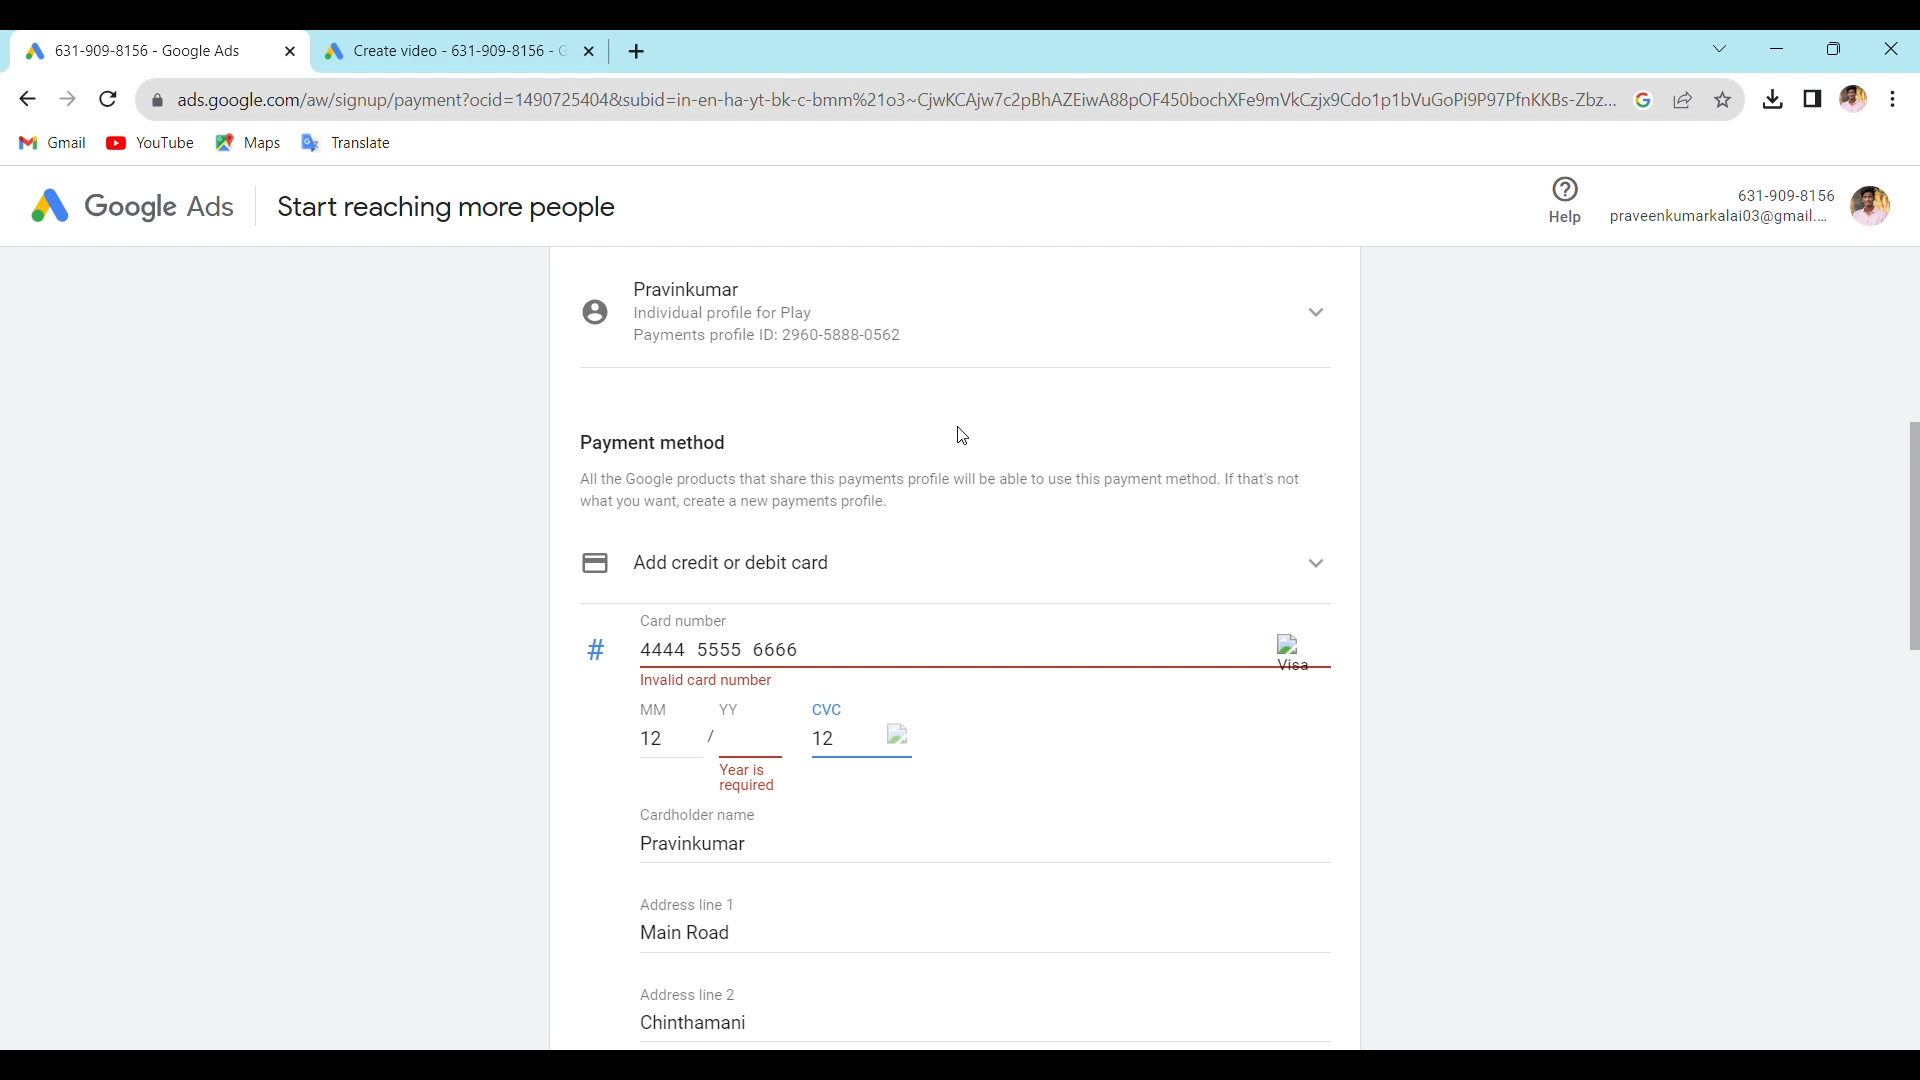 631-909-8156 - Google Ads
Create video - 631-909-8156 - G
ads.google.com/aw/signup/payment?ocid=1490725404&subid=in-en-ha-yt-bk-c-bmm%21o3~CjwKCAjw7c2pBhAZEiwA88pOF450bochXFe9mVkCzjx9Cdo1p1bVuGoPi9P97PfnKKBs-Zbz...
Gmail
YouTube
Maps
Translate
Google Ads
Start reaching more people
Help
631-909-8156
praveenkumarkalai03@gmail....
Pravinkumar
Individual profile for Play
Payments profile ID: 2960-5888-0562
Payment method
All the Google products that share this payments profile will be able to use this payment method. If that's not
what you want, create a new payments profile.
Add credit or debit card
Card number
# 4444 5555 6666
Visa
Invalid card number
MM YY CVC
12 / 12
Year is
required
Cardholder name
Pravinkumar
Address line 1
Main Road
Address line 2
Chinthamani